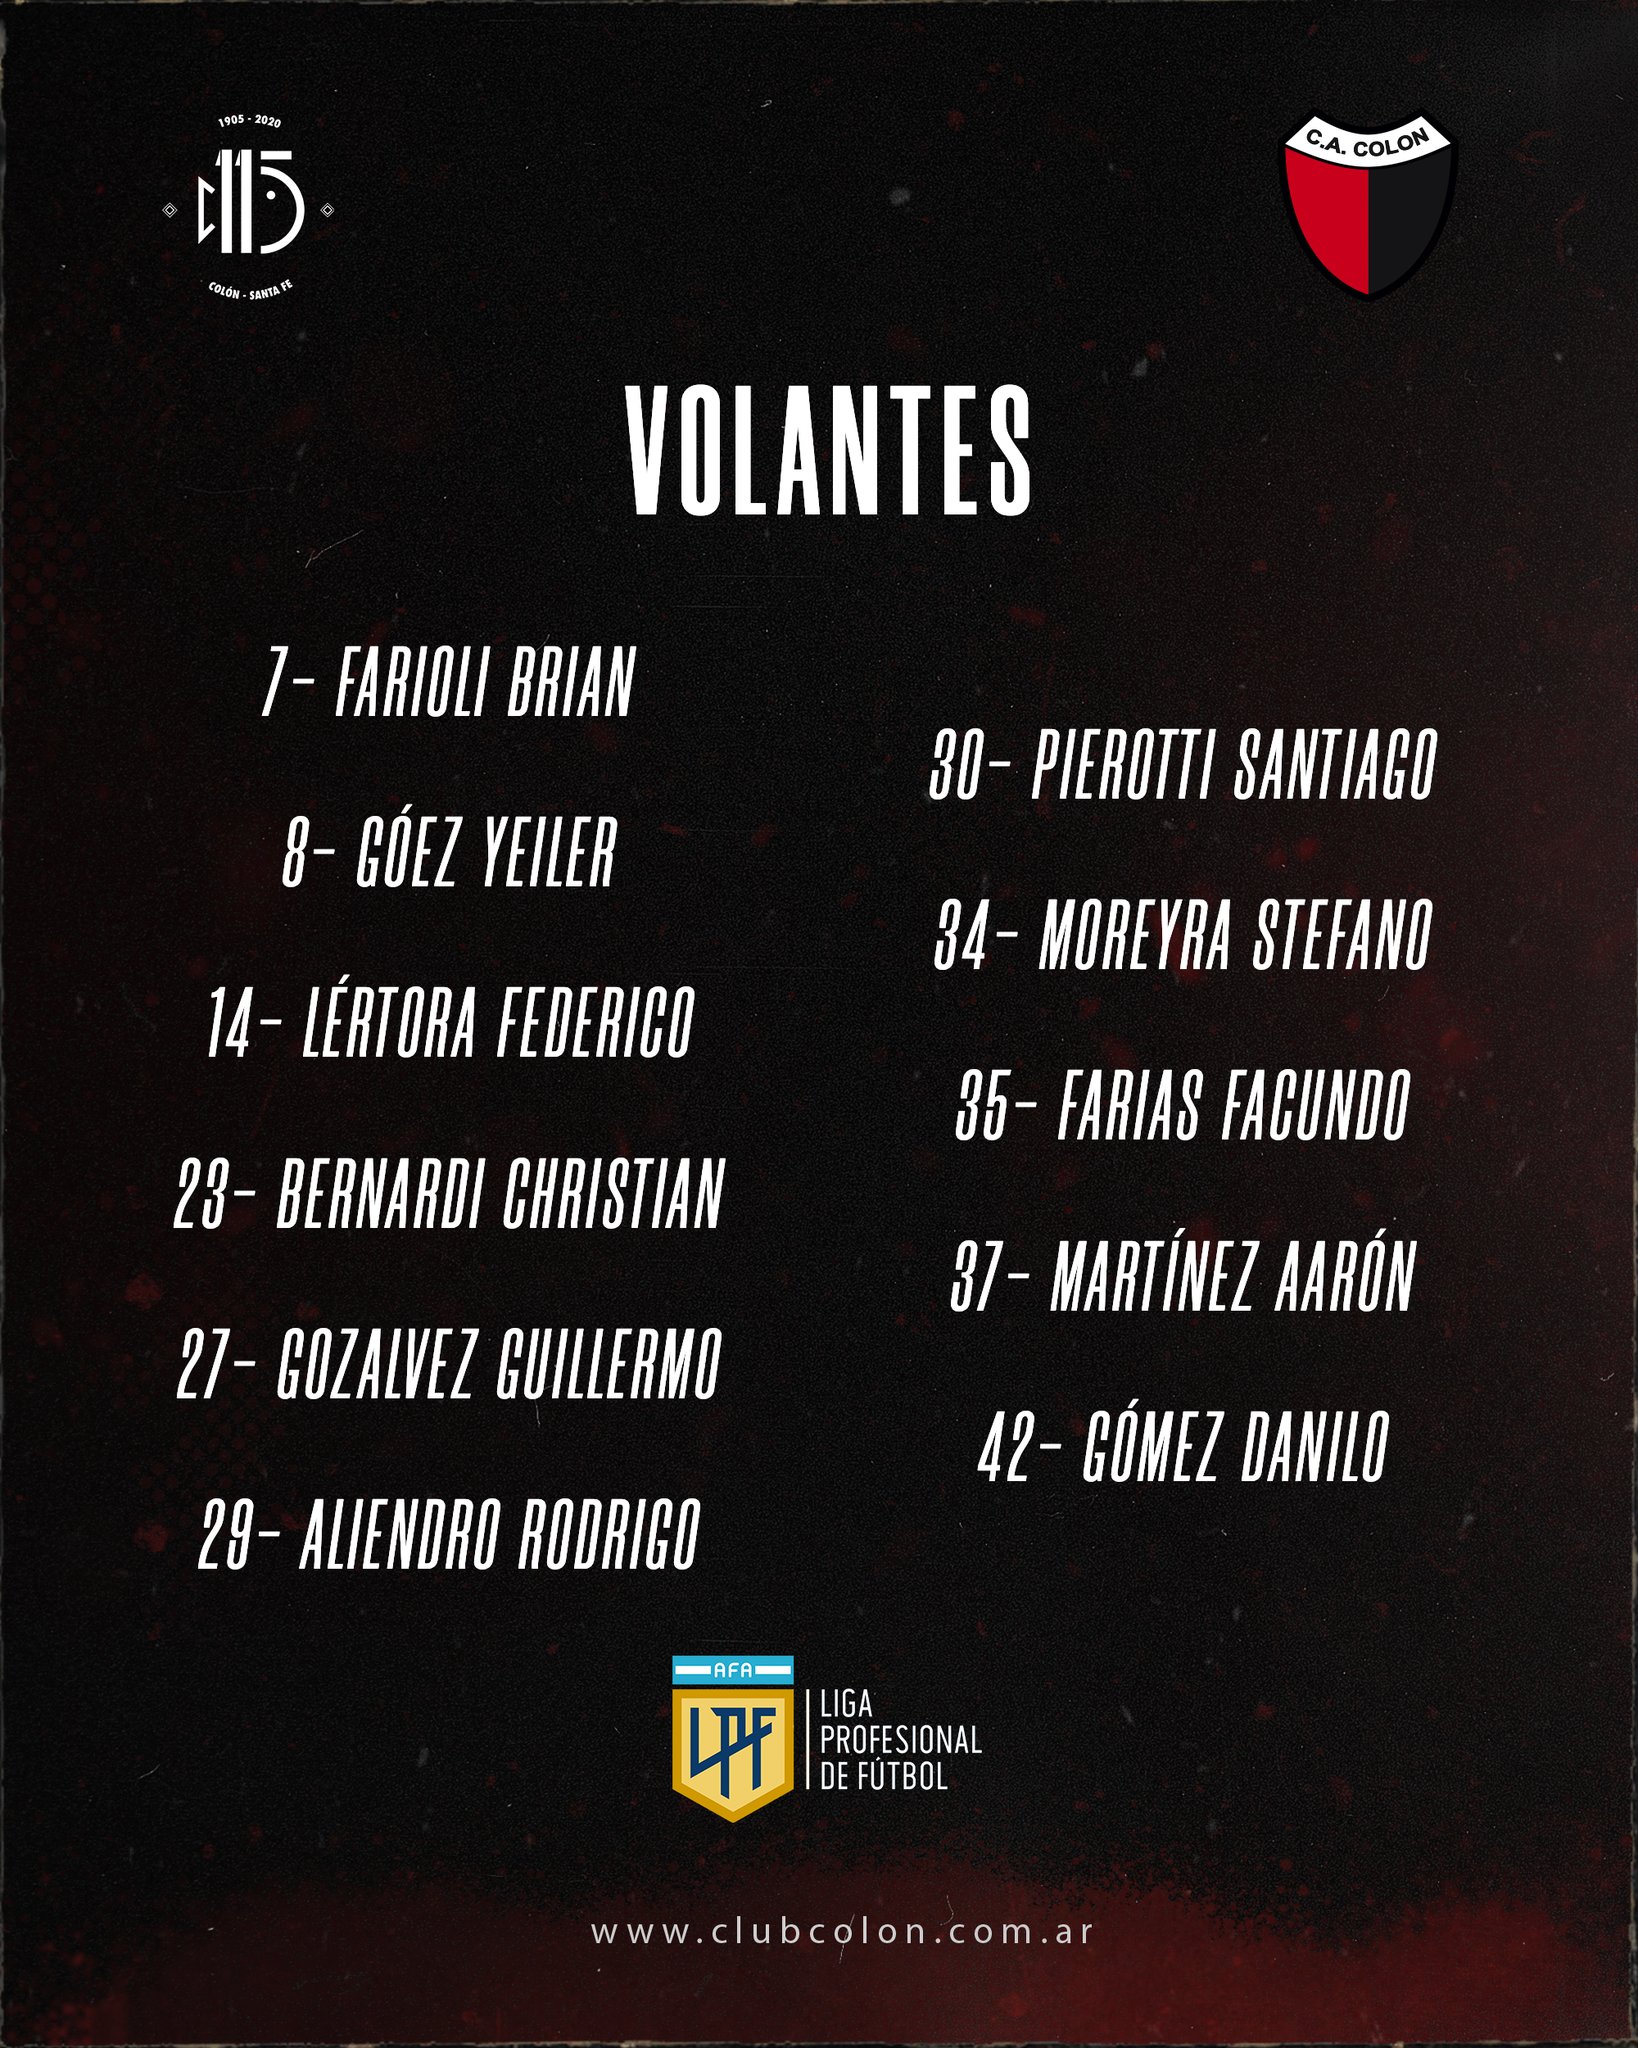 1905 - 2020
115
COLÓN - SANTA FE
C.A. COLON
VOLANTES
7- FARIOLI BRIAN
8- GÓEZ YEILER
14- LÉRTORA FEDERICO
23- BERNARDI CHRISTIAN
27- GOZALVEZ GUILLERMO
29- ALIENDRO RODRIGO
30- PIEROTTI SANTIAGO
34- MOREYRA STEFANO
35- FARIAS FACUNDO
37- MARTÍNEZ AARÓN
42- GÓMEZ DANILO
AFA
LPF
LIGA
PROFESIONAL
DE FÚTBOL
www.clubcolon.com.ar